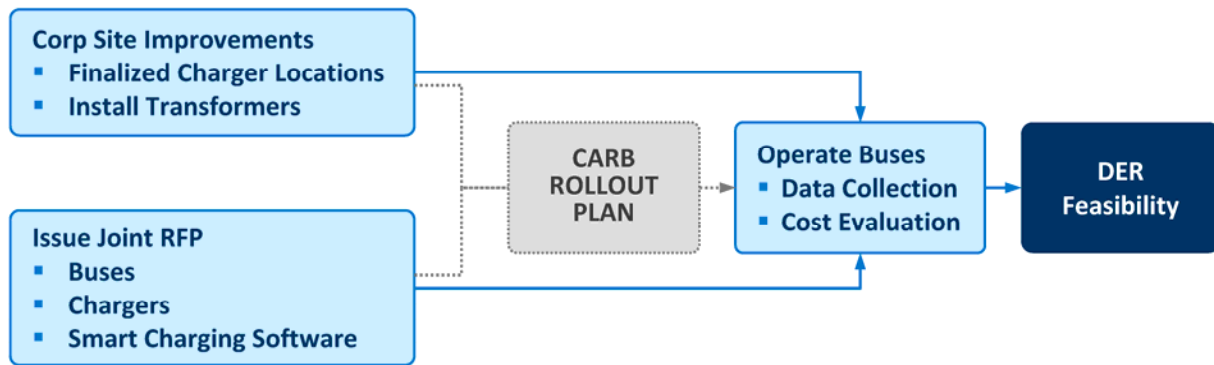 Corp Site Improvements
▪ Finalized Charger Locations
▪ Install Transformers
Issue Joint RFP
▪ Buses
▪ Chargers
▪ Smart Charging Software
CARB
ROLLOUT
PLAN
Operate Buses
▪ Data Collection
▪ Cost Evaluation
DER
Feasibility